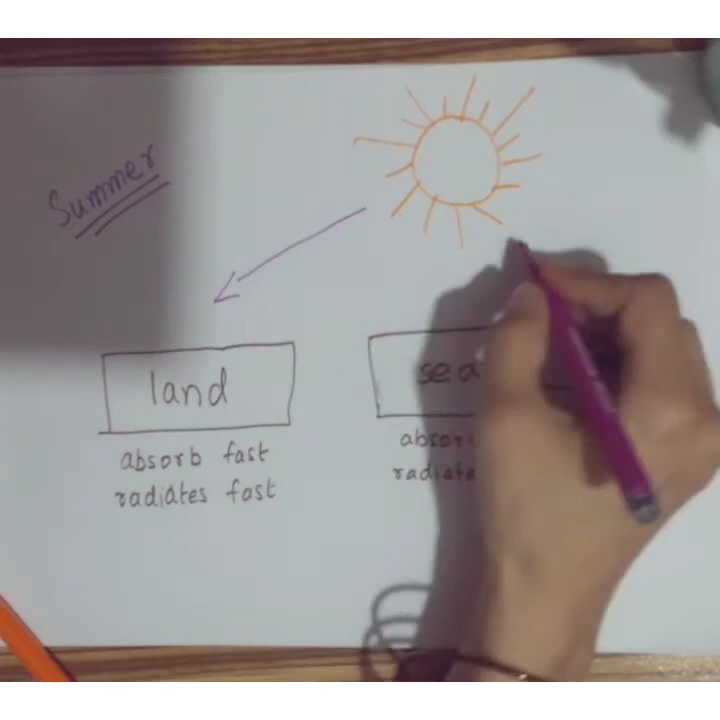 Summer
land
sea
absorb fast
radiates fast